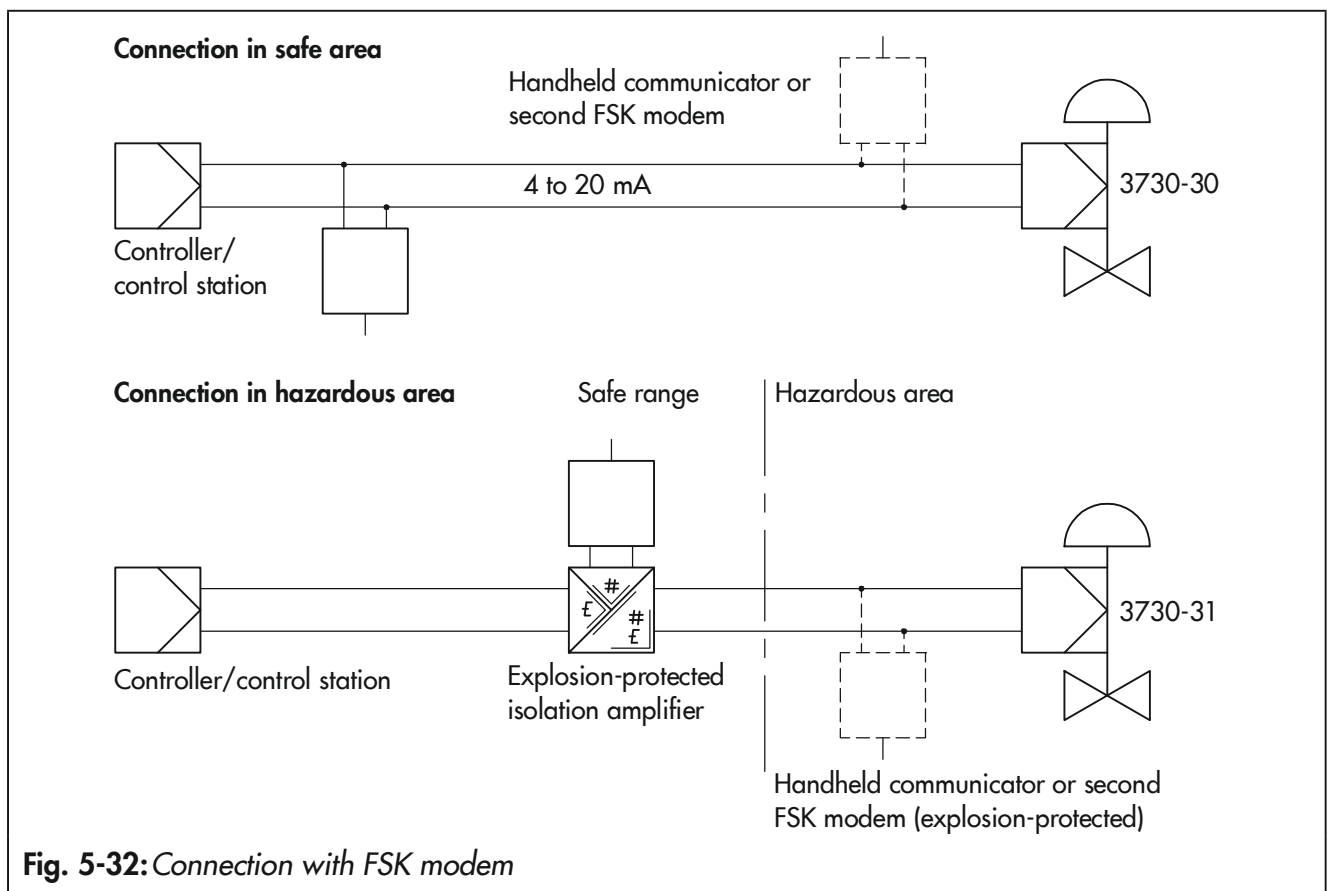 Connection in safe area
Handheld communicator or
second FSK modem
4 to 20 mA
3730-30
Controller/
control station
Connection in hazardous area
Safe range
Hazardous area
#
E
#
E
3730-31
Controller/control station
Explosion-protected
isolation amplifier
Handheld communicator or second
FSK modem (explosion-protected)
Fig. 5-32: Connection with FSK modem